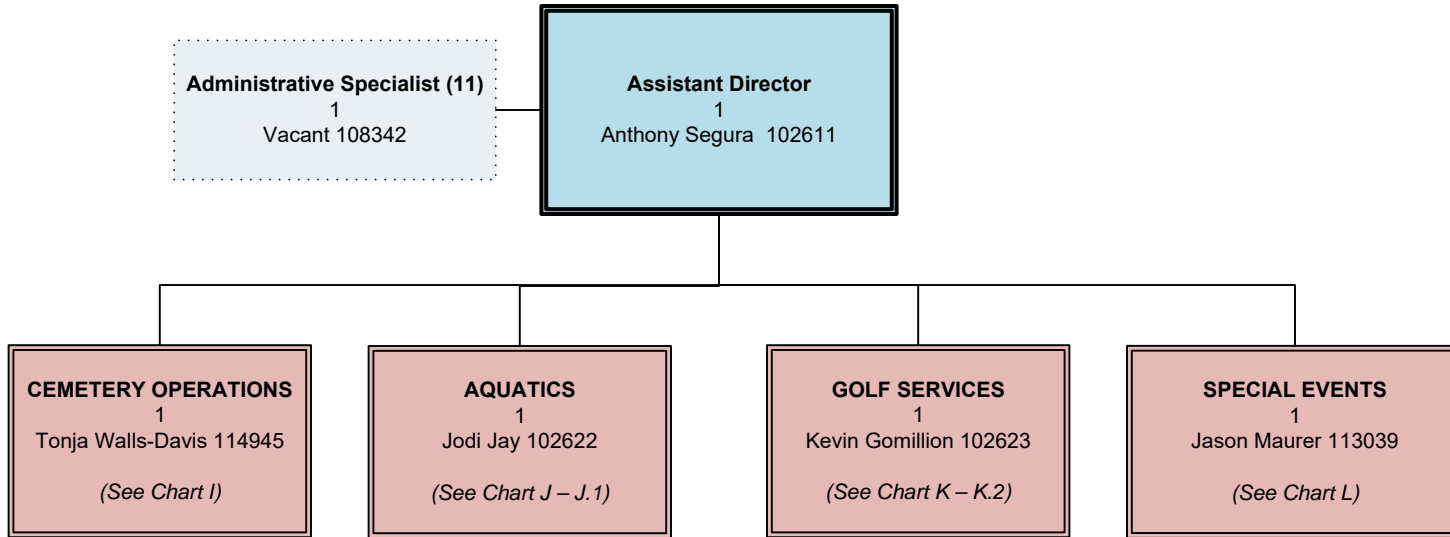 Administrative Specialist (11)
1
Vacant 108342
Assistant Director
1
Anthony Segura 102611
CEMETERY OPERATIONS
1
Tonja Walls-Davis 114945
(See Chart I)
AQUATICS
1
Jodi Jay 102622
(See Chart J – J.1)
GOLF SERVICES
1
Kevin Gomillion 102623
(See Chart K – K.2)
SPECIAL EVENTS
1
Jason Maurer 113039
(See Chart L)